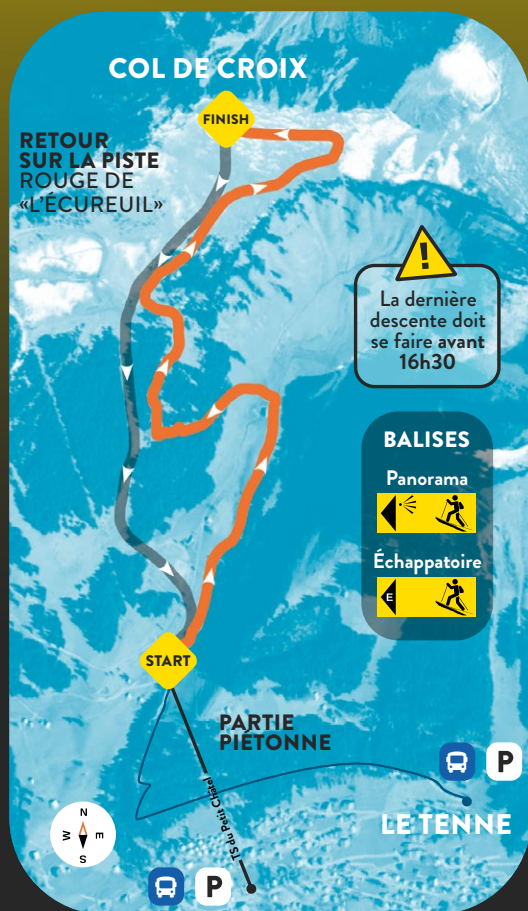 COL DE CROIX
FINISH
RETOUR
SUR LA PISTE
ROUGE DE
«L'ÉCUREUIL»
!
La dernière
descente doit
se faire avant
16h30
BALISES
Panorama
Échappatoire
E
START
PARTIE
PIÉTONNE
TS du Petit Châtel
P
LE TENNE
N
W
E
S
P